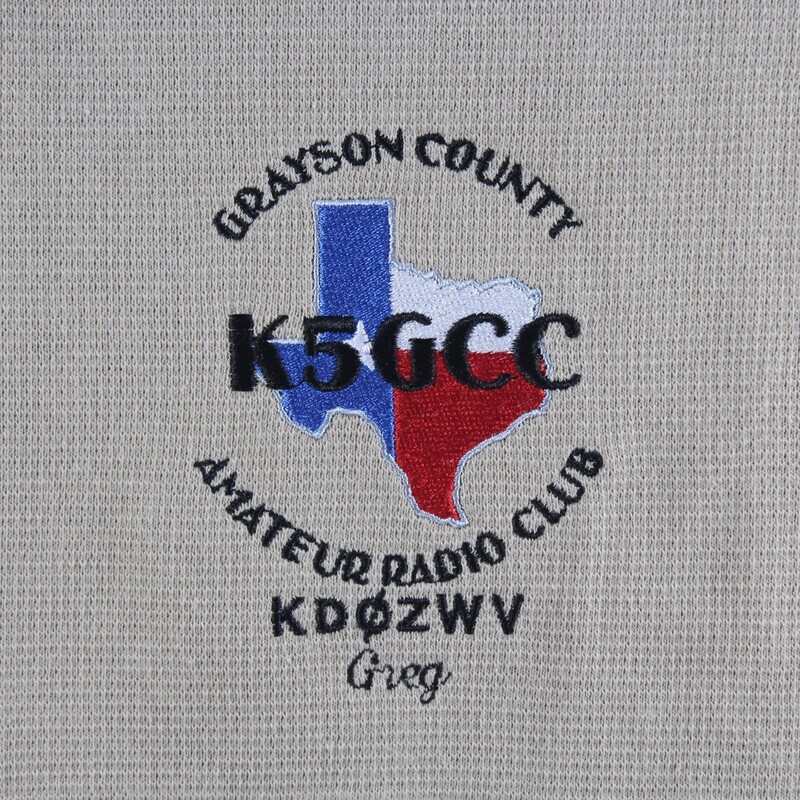 GRAYSON COUNTY
K5GCC
AMATEUR RADIO CLUB
KDØZWV
Greg